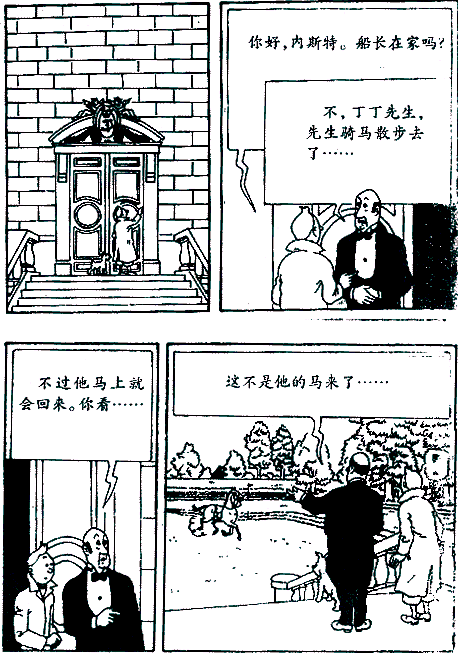 你好，内斯特。船长在家吗？
不，丁丁先生，
先生骑马散步去
了……
不过他马上就
会回来。你看……
这不是他的马来了……